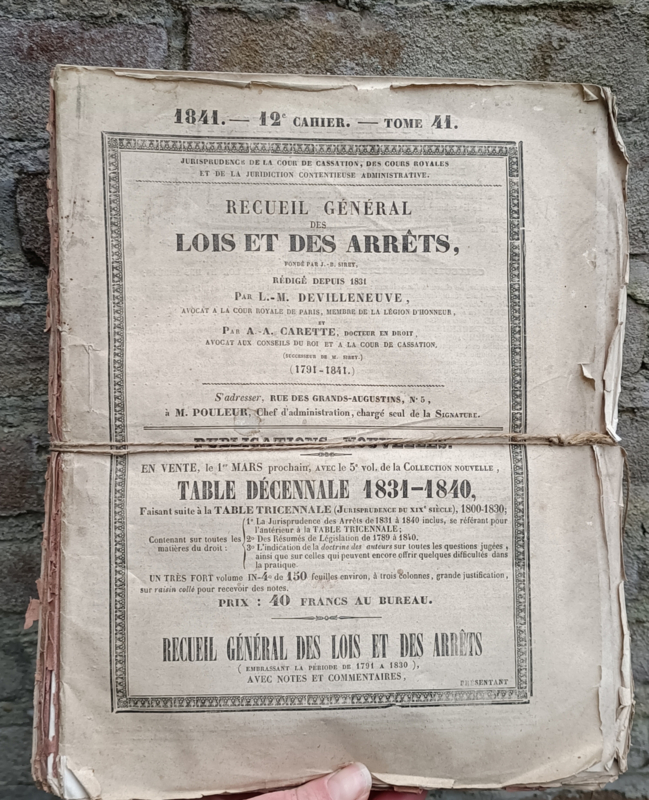 1841. — 12e CAHIER. — TOME 41.
JURISPRUDENCE DE LA COUR DE CASSATION, DES COURS ROYALES
ET DE LA JURIDICTION CONTENTIEUSE ADMINISTRATIVE.
RECUEIL GÉNÉRAL
DES
LOIS ET DES ARRÊTS,
FONDÉ PAR J.-B. SIREY,
RÉDIGÉ DEPUIS 1831
PAR L.-M. DEVILLENEUVE,
AVOCAT A LA COUR ROYALE DE PARIS, MEMBRE DE LA LÉGION D'HONNEUR,
ET
PAR A.-A. CARETTE, DOCTEUR EN DROIT,
AVOCAT AUX CONSEILS DU ROI ET A LA COUR DE CASSATION,
(SUCCESSEUR DE M. SIREY.)
(1791-1841.)
S'adresser, RUE DES GRANDS-AUGUSTINS, N° 5,
à M. POULEUR, Chef d'administration, chargé seul de la SIGNATURE.
PUBLICATIONS NOUVELLES.
EN VENTE, le 1er MARS prochain, AVEC le 5e vol. de la COLLECTION NOUVELLE,
TABLE DÉCENNALE 1831-1840,
Faisant suite à la TABLE TRICENNALE (JURISPRUDENCE DU XIXe SIÈCLE), 1800-1830;
Contenant sur toutes les matières du droit :
1° La Jurisprudence des Arrêts de 1831 à 1840 inclus, se référant pour
l'antérieur à la TABLE TRICENNALE;
2° Des Résumés de Législation de 1789 à 1840.
3° L'indication de la doctrine des auteurs sur toutes les questions jugées,
ainsi que sur celles qui peuvent encore offrir quelques difficultés dans
la pratique
UN TRÈS FORT volume IN-4° de 150 feuilles environ, à trois colonnes, grande justification,
sur raisin collé pour recevoir des notes.
PRIX : 40 FRANCS AU BUREAU.
RECUEIL GÉNÉRAL DES LOIS ET DES ARRÊTS
(EMBRASSANT LA PÉRIODE DE 1791 A 1830),
AVEC NOTES ET COMMENTAIRES,
PRÉSENTANT